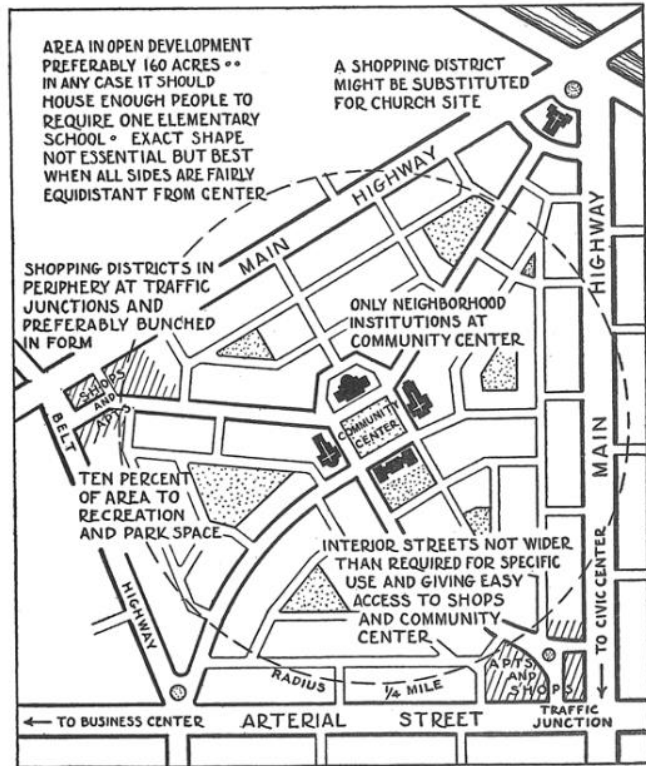 AREA IN OPEN DEVELOPMENT
PREFERABLY 160 ACRES • •
IN ANY CASE IT SHOULD
HOUSE ENOUGH PEOPLE TO
REQUIRE ONE ELEMENTARY
SCHOOL • EXACT SHAPE
NOT ESSENTIAL BUT BEST
WHEN ALL SIDES ARE FAIRLY
EQUIDISTANT FROM CENTER
A SHOPPING DISTRICT
MIGHT BE SUBSTITUTED
FOR CHURCH SITE
MAIN HIGHWAY
HIGHWAY
SHOPPING DISTRICTS IN
PERIPHERY AT TRAFFIC
JUNCTIONS AND
PREFERABLY BUNCHED
IN FORM
ONLY NEIGHBORHOOD
INSTITUTIONS AT
COMMUNITY CENTER
SHOPS
AND
APTS
BELT
COMMUNITY
CENTER
MAIN
TEN PERCENT
OF AREA TO
RECREATION
AND PARK SPACE
INTERIOR STREETS NOT WIDER
THAN REQUIRED FOR SPECIFIC
USE AND GIVING EASY
ACCESS TO SHOPS
AND COMMUNITY
CENTER
HIGHWAY
TO CIVIC CENTER
RADIUS 1/4 MILE
APTS
AND
SHOPS
TO BUSINESS CENTER
ARTERIAL STREET
TRAFFIC
JUNCTION